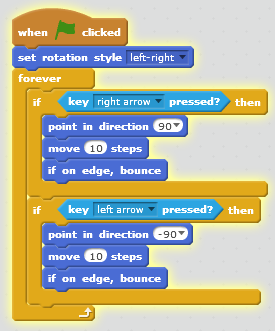 when clicked
set rotation style left-right
forever
if key right arrow pressed? then
point in direction 90
move 10 steps
if on edge, bounce
if key left arrow pressed? then
point in direction -90
move 10 steps
if on edge, bounce